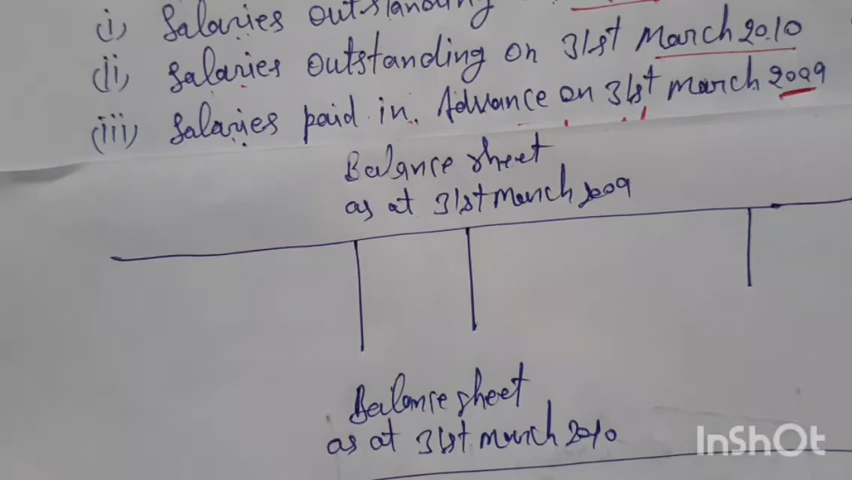 (i) Salaries outstanding
(ii) Salaries outstanding on 31st March 2010
(iii) Salaries paid in Advance on 31st March 2009
Balance sheet
as at 31st March 2009
Balance sheet
as at 31st March 2010
InShOt